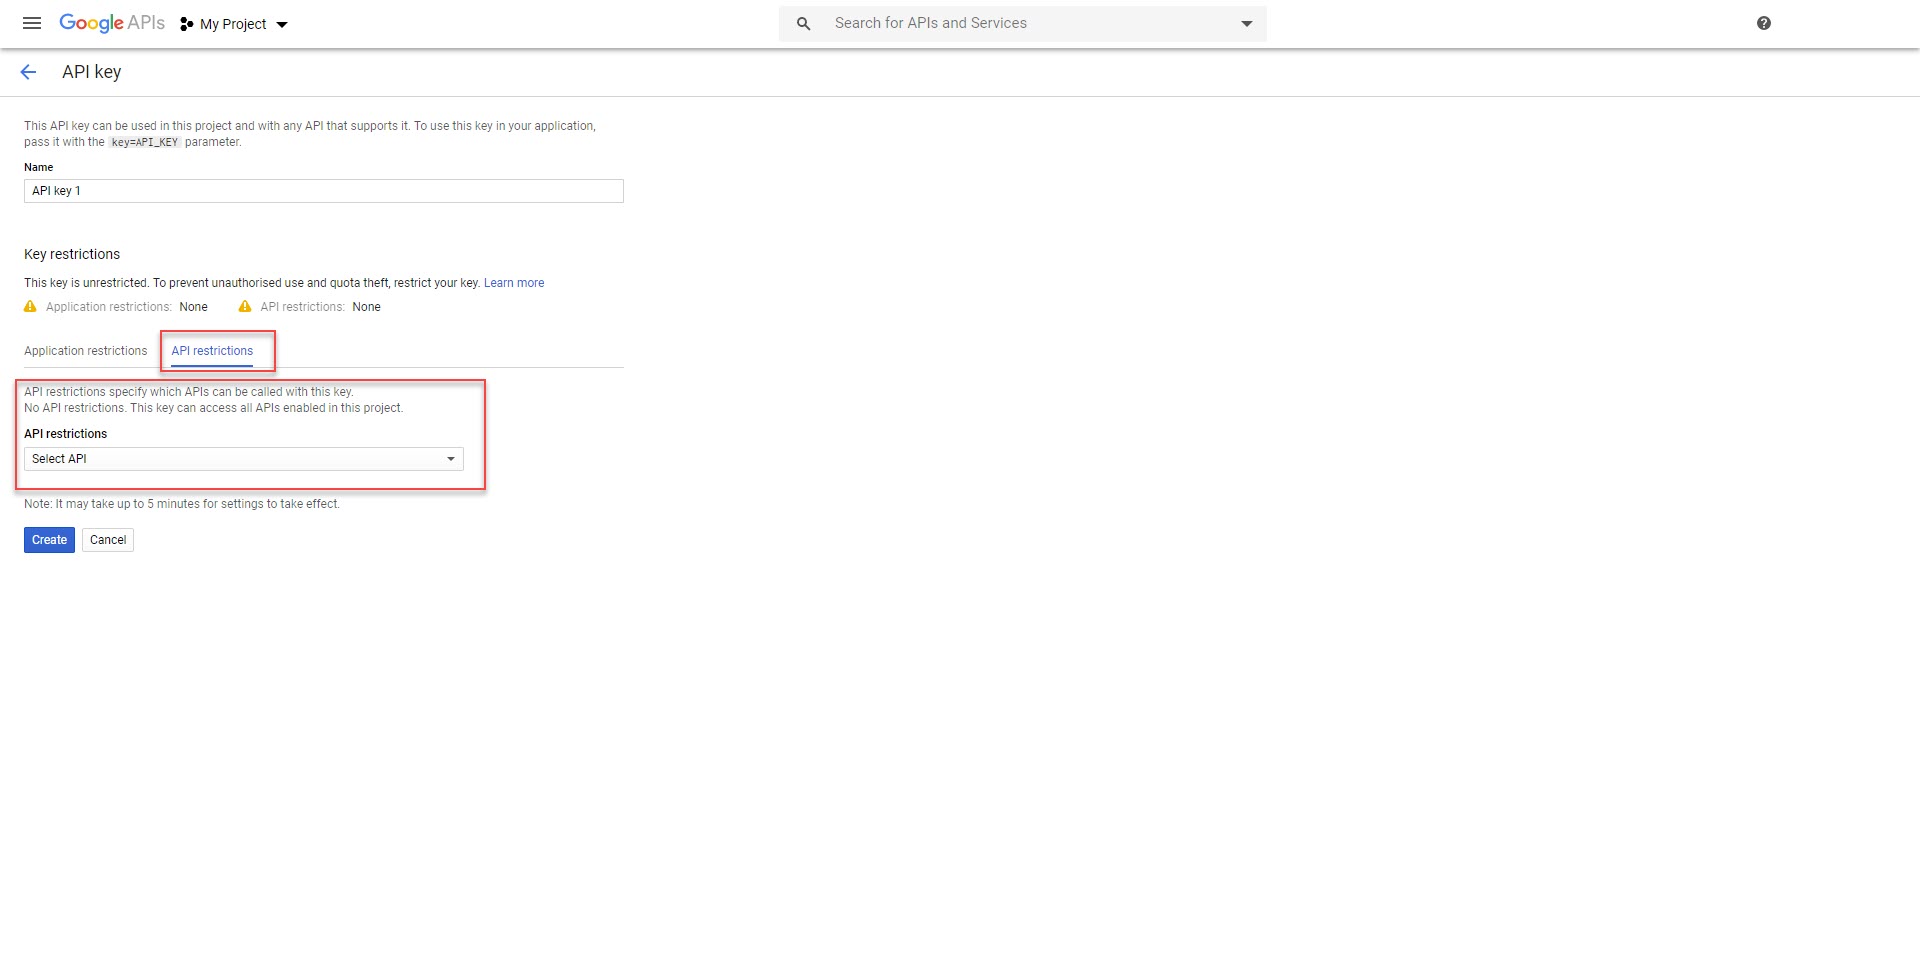 Google APIs My Project Search for APIs and Services
API key
This API key can be used in this project and with any API that supports it. To use this key in your application,
pass it with the key=API_KEY parameter.
Name
API key 1
Key restrictions
This key is unrestricted. To prevent unauthorised use and quota theft, restrict your key. Learn more
Application restrictions: None API restrictions: None
Application restrictions API restrictions
API restrictions specify which APIs can be called with this key.
No API restrictions. This key can access all APIs enabled in this project.
API restrictions
Select API
Note: It may take up to 5 minutes for settings to take effect.
Create Cancel